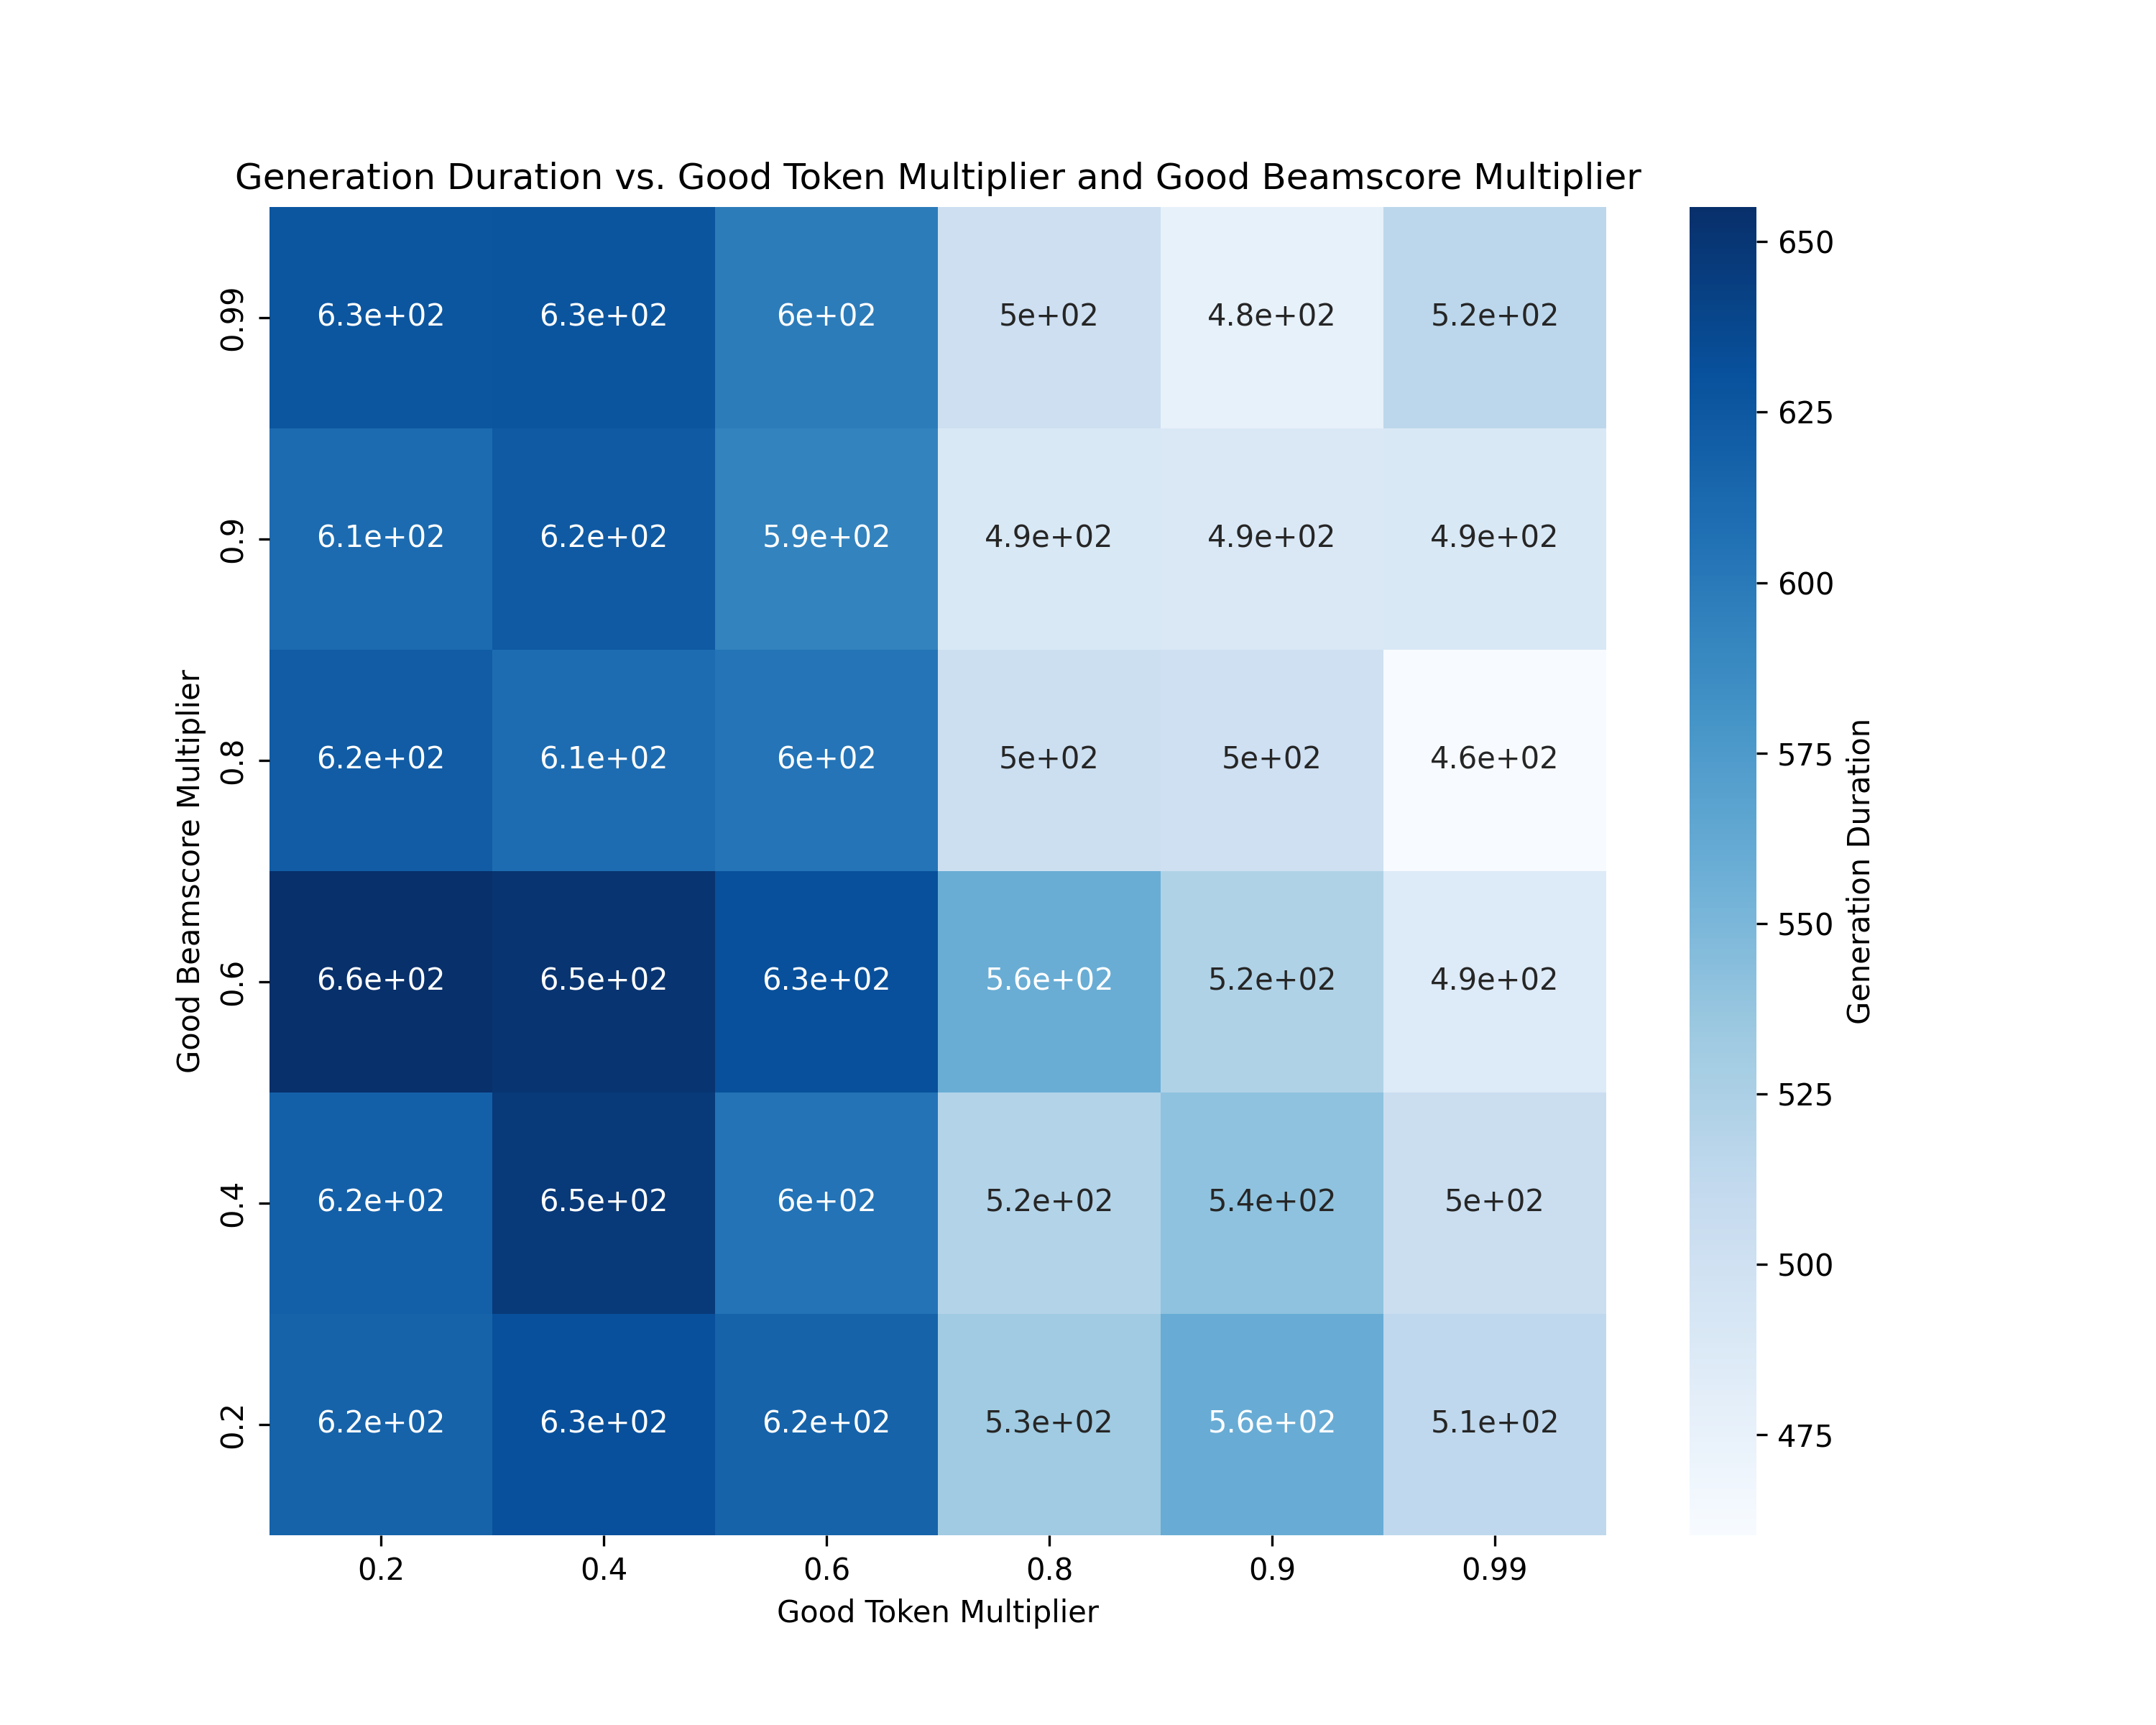 Generation Duration vs. Good Token Multiplier and Good Beamscore Multiplier
0.99 6.3e+02 6.3e+02 6e+02 5e+02 4.8e+02 5.2e+02
0.9 6.1e+02 6.2e+02 5.9e+02 4.9e+02 4.9e+02 4.9e+02
0.8 6.2e+02 6.1e+02 6e+02 5e+02 5e+02 4.6e+02
0.6 6.6e+02 6.5e+02 6.3e+02 5.6e+02 5.2e+02 4.9e+02
0.4 6.2e+02 6.5e+02 6e+02 5.2e+02 5.4e+02 5e+02
0.2 6.2e+02 6.3e+02 6.2e+02 5.3e+02 5.6e+02 5.1e+02
0.2 0.4 0.6 0.8 0.9 0.99
Good Token Multiplier
Good Beamscore Multiplier
650
625
600
575
550
525
500
475
Generation Duration